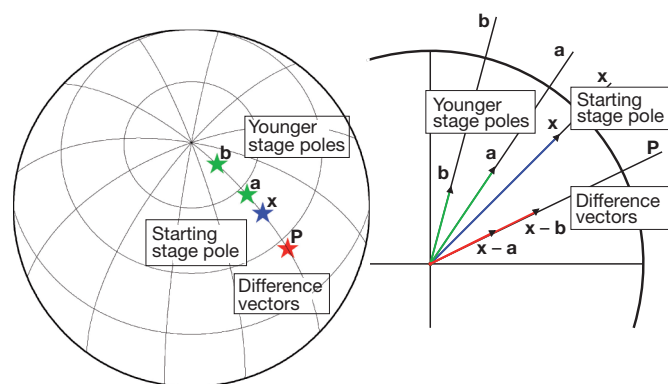 Younger
stage poles
b
a
x
P
Starting
stage pole
Difference
vectors
b
a
x
P
Younger
stage poles
Starting
stage pole
x
a
b
Difference
vectors
x – b
x – a